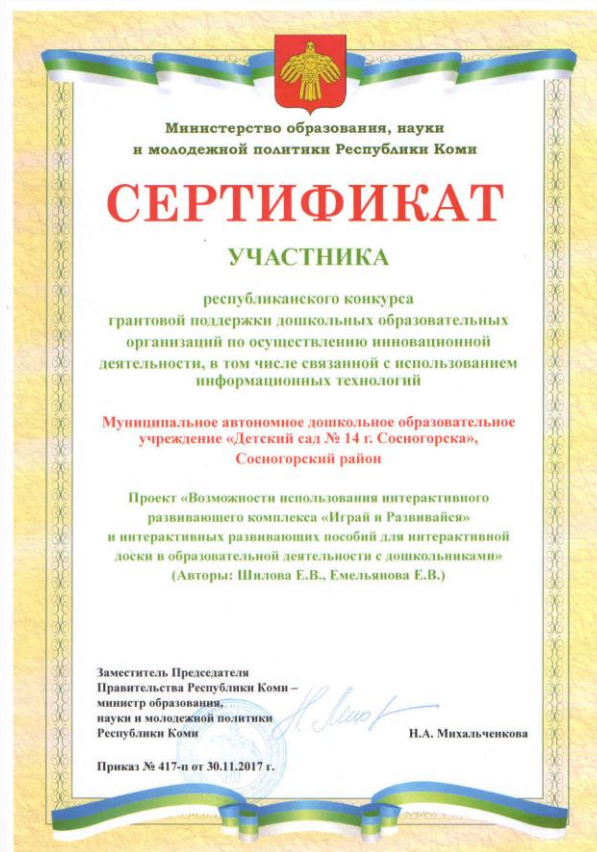 Министерство образования, науки
и молодежной политики Республики Коми
СЕРТИФИКАТ
УЧАСТНИКА
республиканского конкурса
грантовой поддержки дошкольных образовательных
организаций по осуществлению инновационной
деятельности, в том числе связанной с использованием
информационных технологий
Муниципальное автономное дошкольное образовательное
учреждение «Детский сад № 14 г. Сосногорска»,
Сосногорский район
Проект «Возможности использования интерактивного
развивающего комплекса «Играй и Развивайся»
и интерактивных развивающих пособий для интерактивной
доски в образовательной деятельности с дошкольниками»
(Авторы: Шилова Е.В., Емельянова Е.В.)
Заместитель Председателя
Правительства Республики Коми –
министр образования,
науки и молодежной политики
Республики Коми
Н.А. Михальченкова
Приказ № 417-п от 30.11.2017 г.